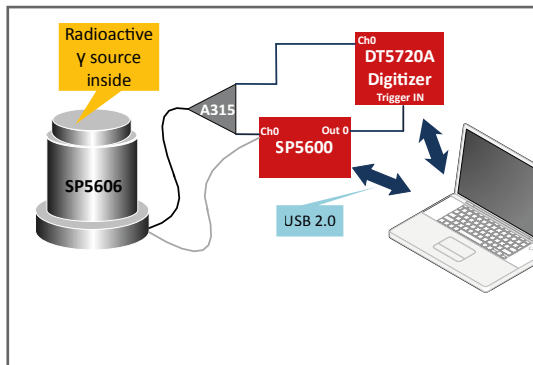 Radioactive
γ source
inside
SP5606
A315
Ch0
DT5720A
Digitizer
Trigger IN
Ch0
Out 0
SP5600
USB 2.0